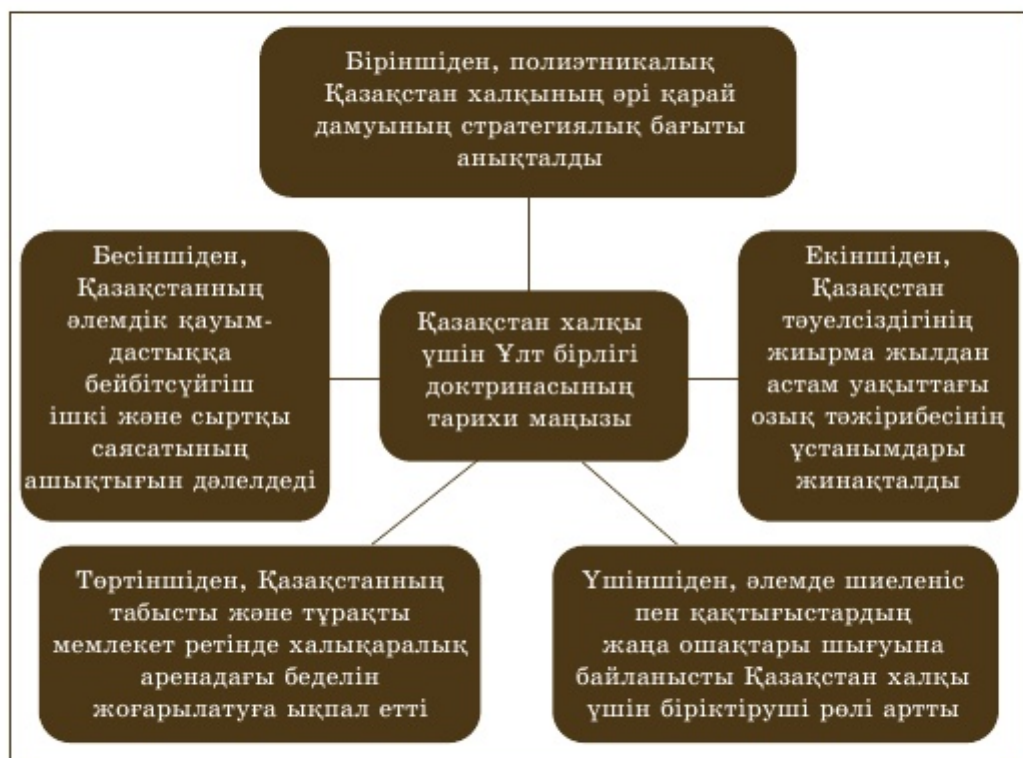 Біріншіден, полиэтникалық
Қазақстан халқының әрі қарай
дамуының стратегиялық бағыты
анықталды
Қазақстан халқы
үшін Ұлт бірлігі
доктринасының
тарихи маңызы
Екіншіден,
Қазақстан
тәуелсіздігінің
жиырма жылдан
астам уақыттағы
озық тәжірибесінің
ұстанымдары
жинақталды
Үшіншіден, әлемде шиеленіс
пен қақтығыстардың
жаңа ошақтары шығуына
байланысты Қазақстан халқы
үшін біріктіруші рөлі артты
Төртіншіден, Қазақстанның
табысты және тұрақты
мемлекет ретінде халықаралық
аренадағы беделін
жоғарылатуға ықпал етті
Бесіншіден,
Қазақстанның
әлемдік қауым-
дастыққа
бейбітсүйгіш
ішкі және сыртқы
саясатының
ашықтығын дәлелдеді